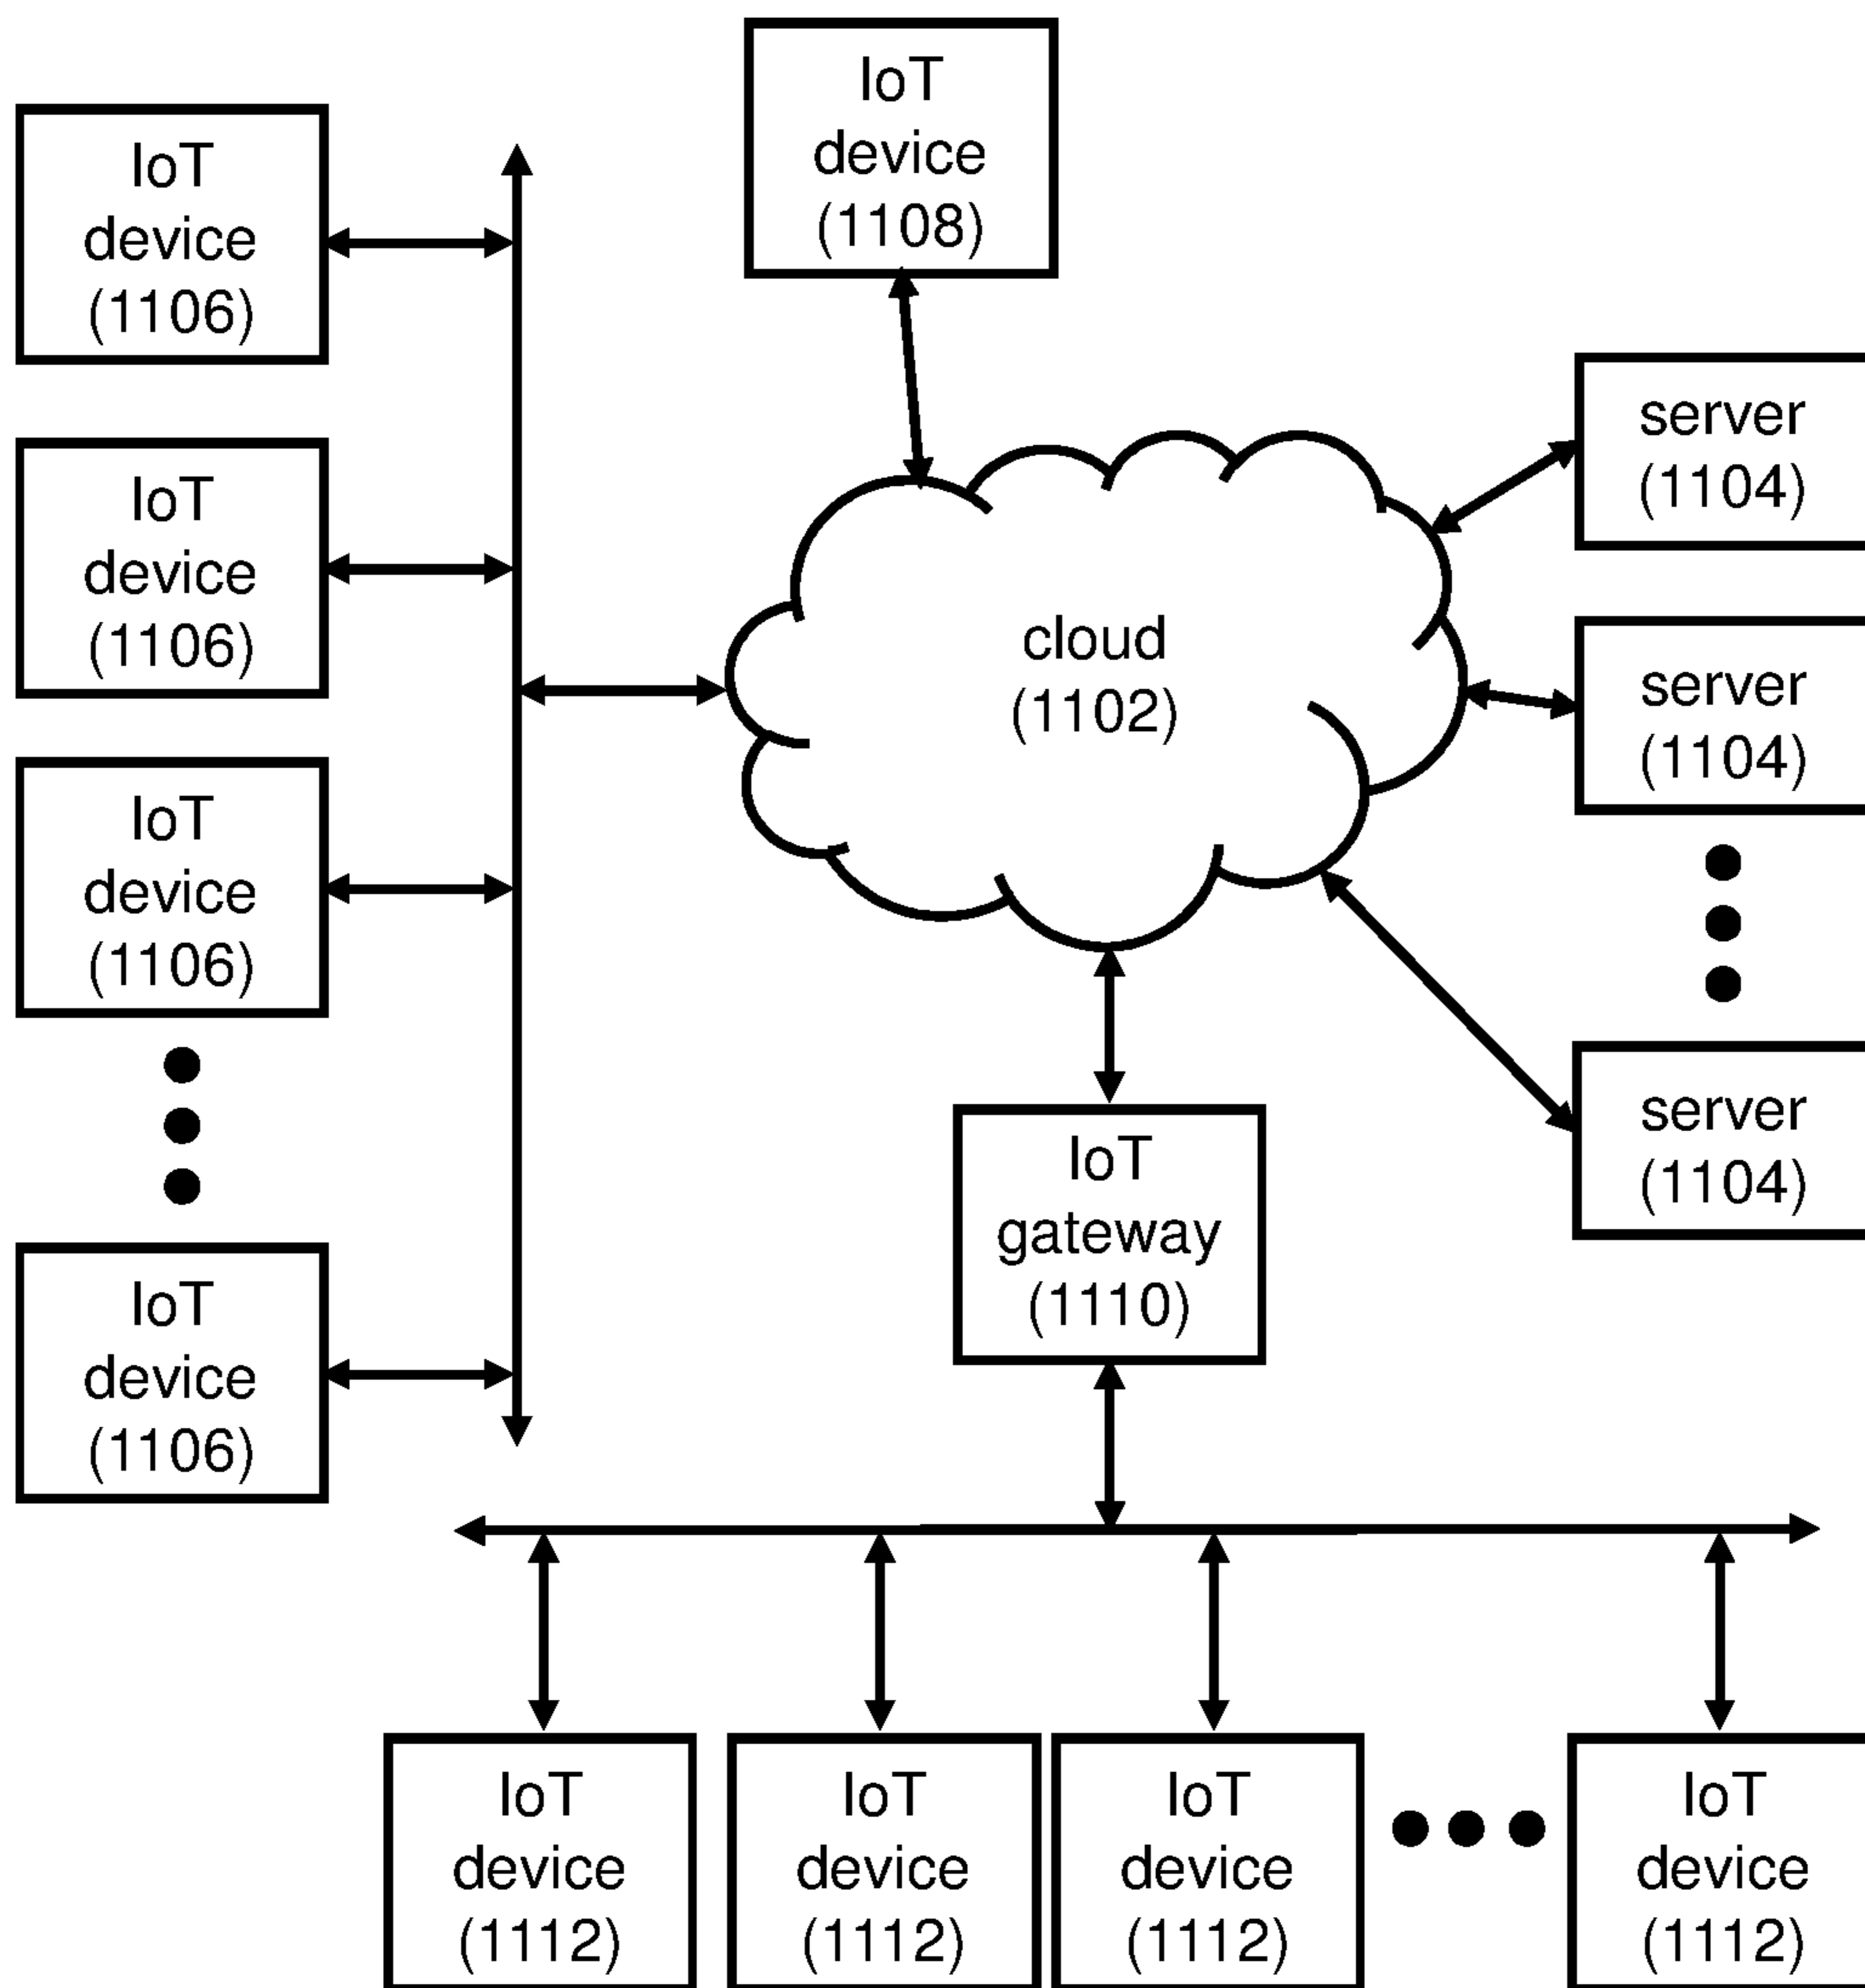 IoT
device
(1108)
IoT
device
(1106)
IoT
device
(1106)
IoT
device
(1106)
IoT
device
(1106)
cloud
(1102)
server
(1104)
server
(1104)
server
(1104)
IoT
gateway
(1110)
IoT
device
(1112)
IoT
device
(1112)
IoT
device
(1112)
IoT
device
(1112)